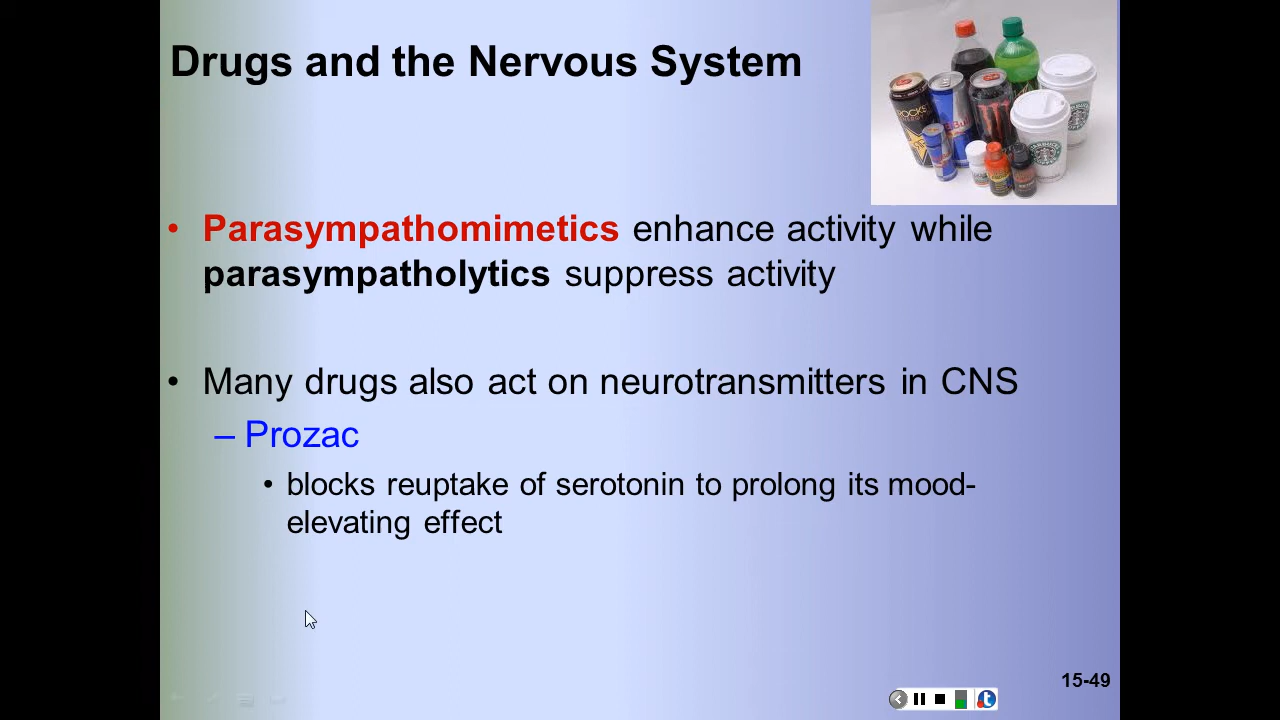 Drugs and the Nervous System
• Parasympathomimetics enhance activity while
parasympatholytics suppress activity
• Many drugs also act on neurotransmitters in CNS
– Prozac
• blocks reuptake of serotonin to prolong its mood-
elevating effect
15-49